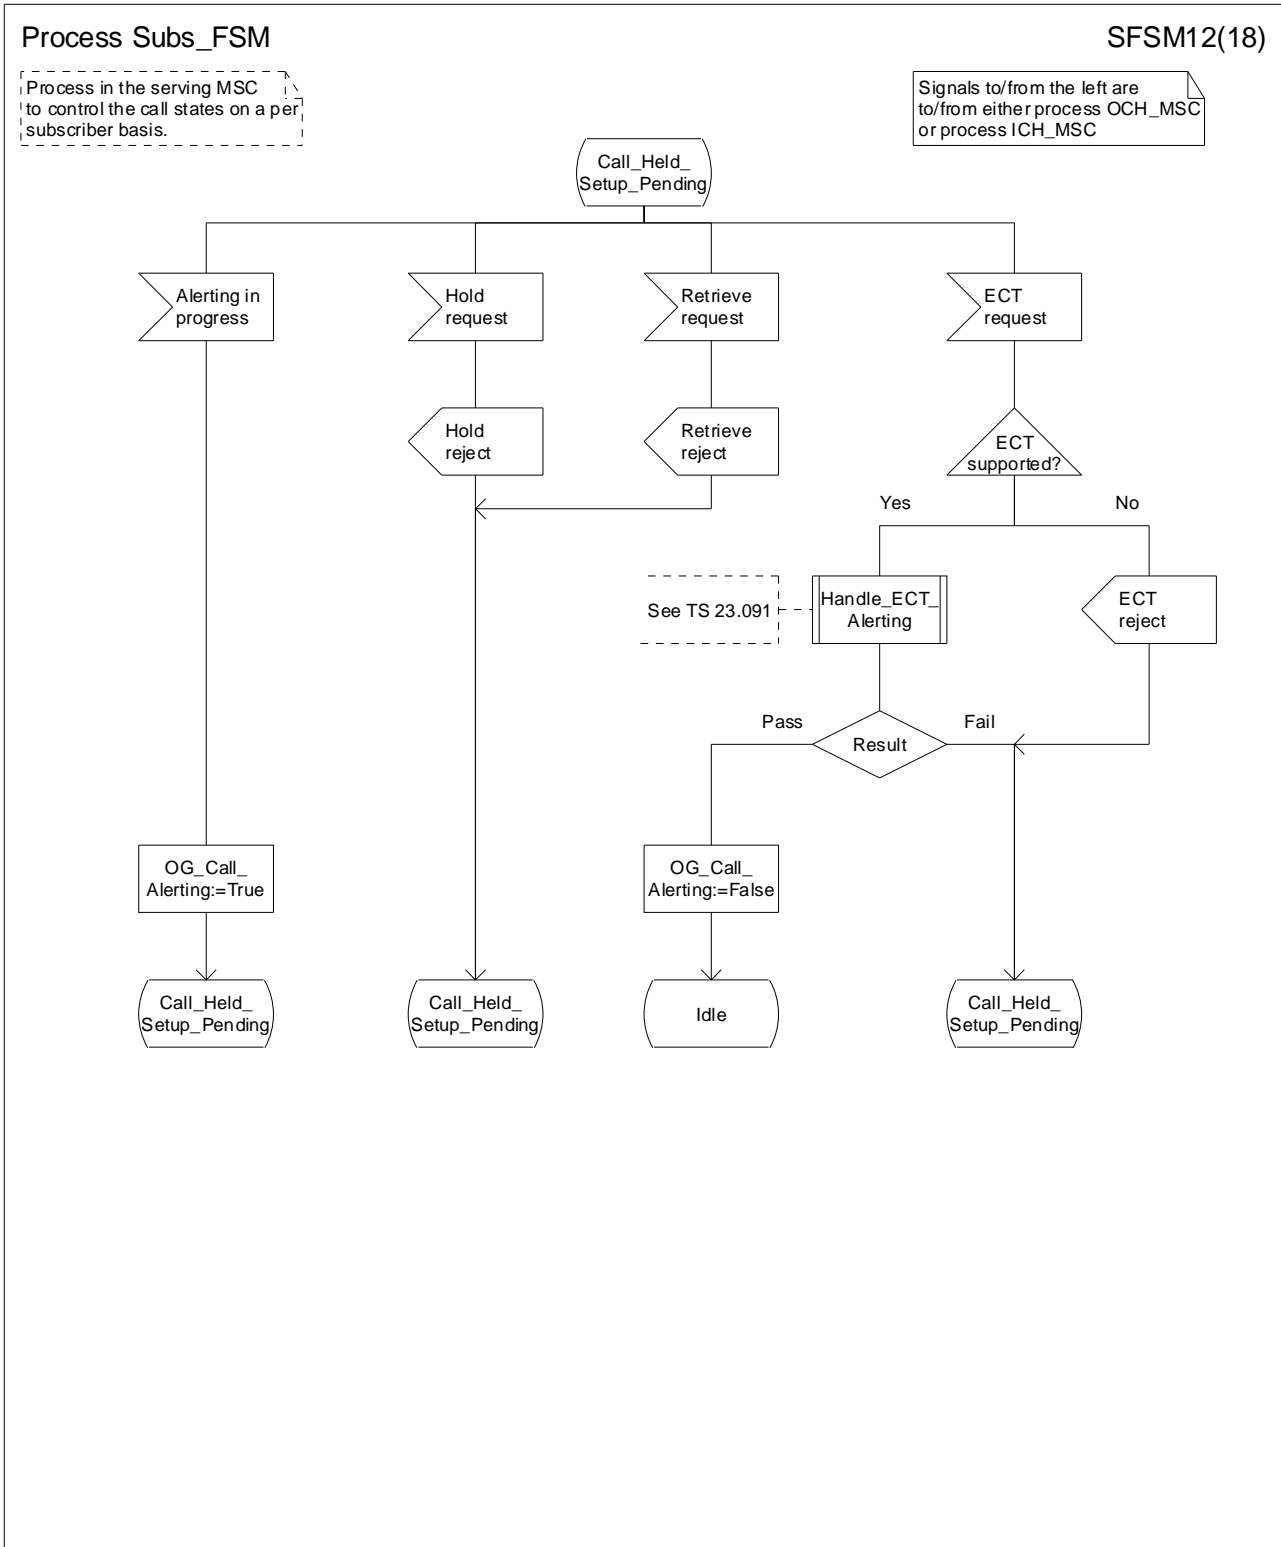 Process Subs_FSM
SFSM12(18)
Process in the serving MSC
to control the call states on a per
subscriber basis.
Signals to/from the left are
to/from either process OCH_MSC
or process ICH_MSC
Call_Held_
Setup_Pending
Alerting in
progress
Hold
request
Retrieve
request
ECT
request
Hold
reject
Retrieve
reject
ECT
supported?
Yes
No
See TS 23.091
Handle_ECT_
Alerting
ECT
reject
Pass
Fail
Result
OG_Call_
Alerting:=True
OG_Call_
Alerting:=False
Call_Held_
Setup_Pending
Call_Held_
Setup_Pending
Idle
Call_Held_
Setup_Pending